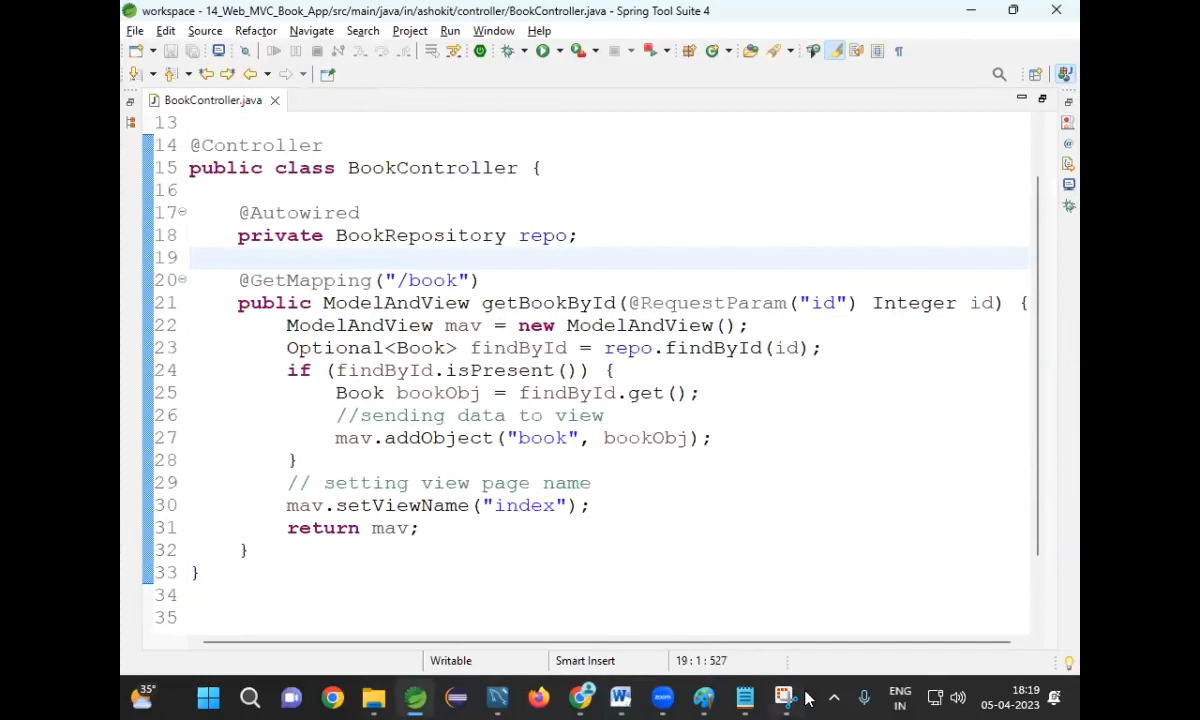 workspace - 14_Web_MVC_Book_App/src/main/java/in/ashokit/controller/BookController.java - Spring Tool Suite 4
File Edit Source Refactor Navigate Search Project Run Window Help
BookController.java
13
14 @Controller
15 public class BookController {
16
17 @Autowired
18 private BookRepository repo;
19
20 @GetMapping("/book")
21 public ModelAndView getBookById(@RequestParam("id") Integer id) {
22 ModelAndView mav = new ModelAndView();
23 Optional<Book> findById = repo.findById(id);
24 if (findById.isPresent()) {
25 Book bookObj = findById.get();
26 //sending data to view
27 mav.addObject("book", bookObj);
28 }
29 // setting view page name
30 mav.setViewName("index");
31 return mav;
32 }
33 }
34
35
Writable Smart Insert 19 : 1 : 527
35° ENG 18:19
IN 05-04-2023
zoom